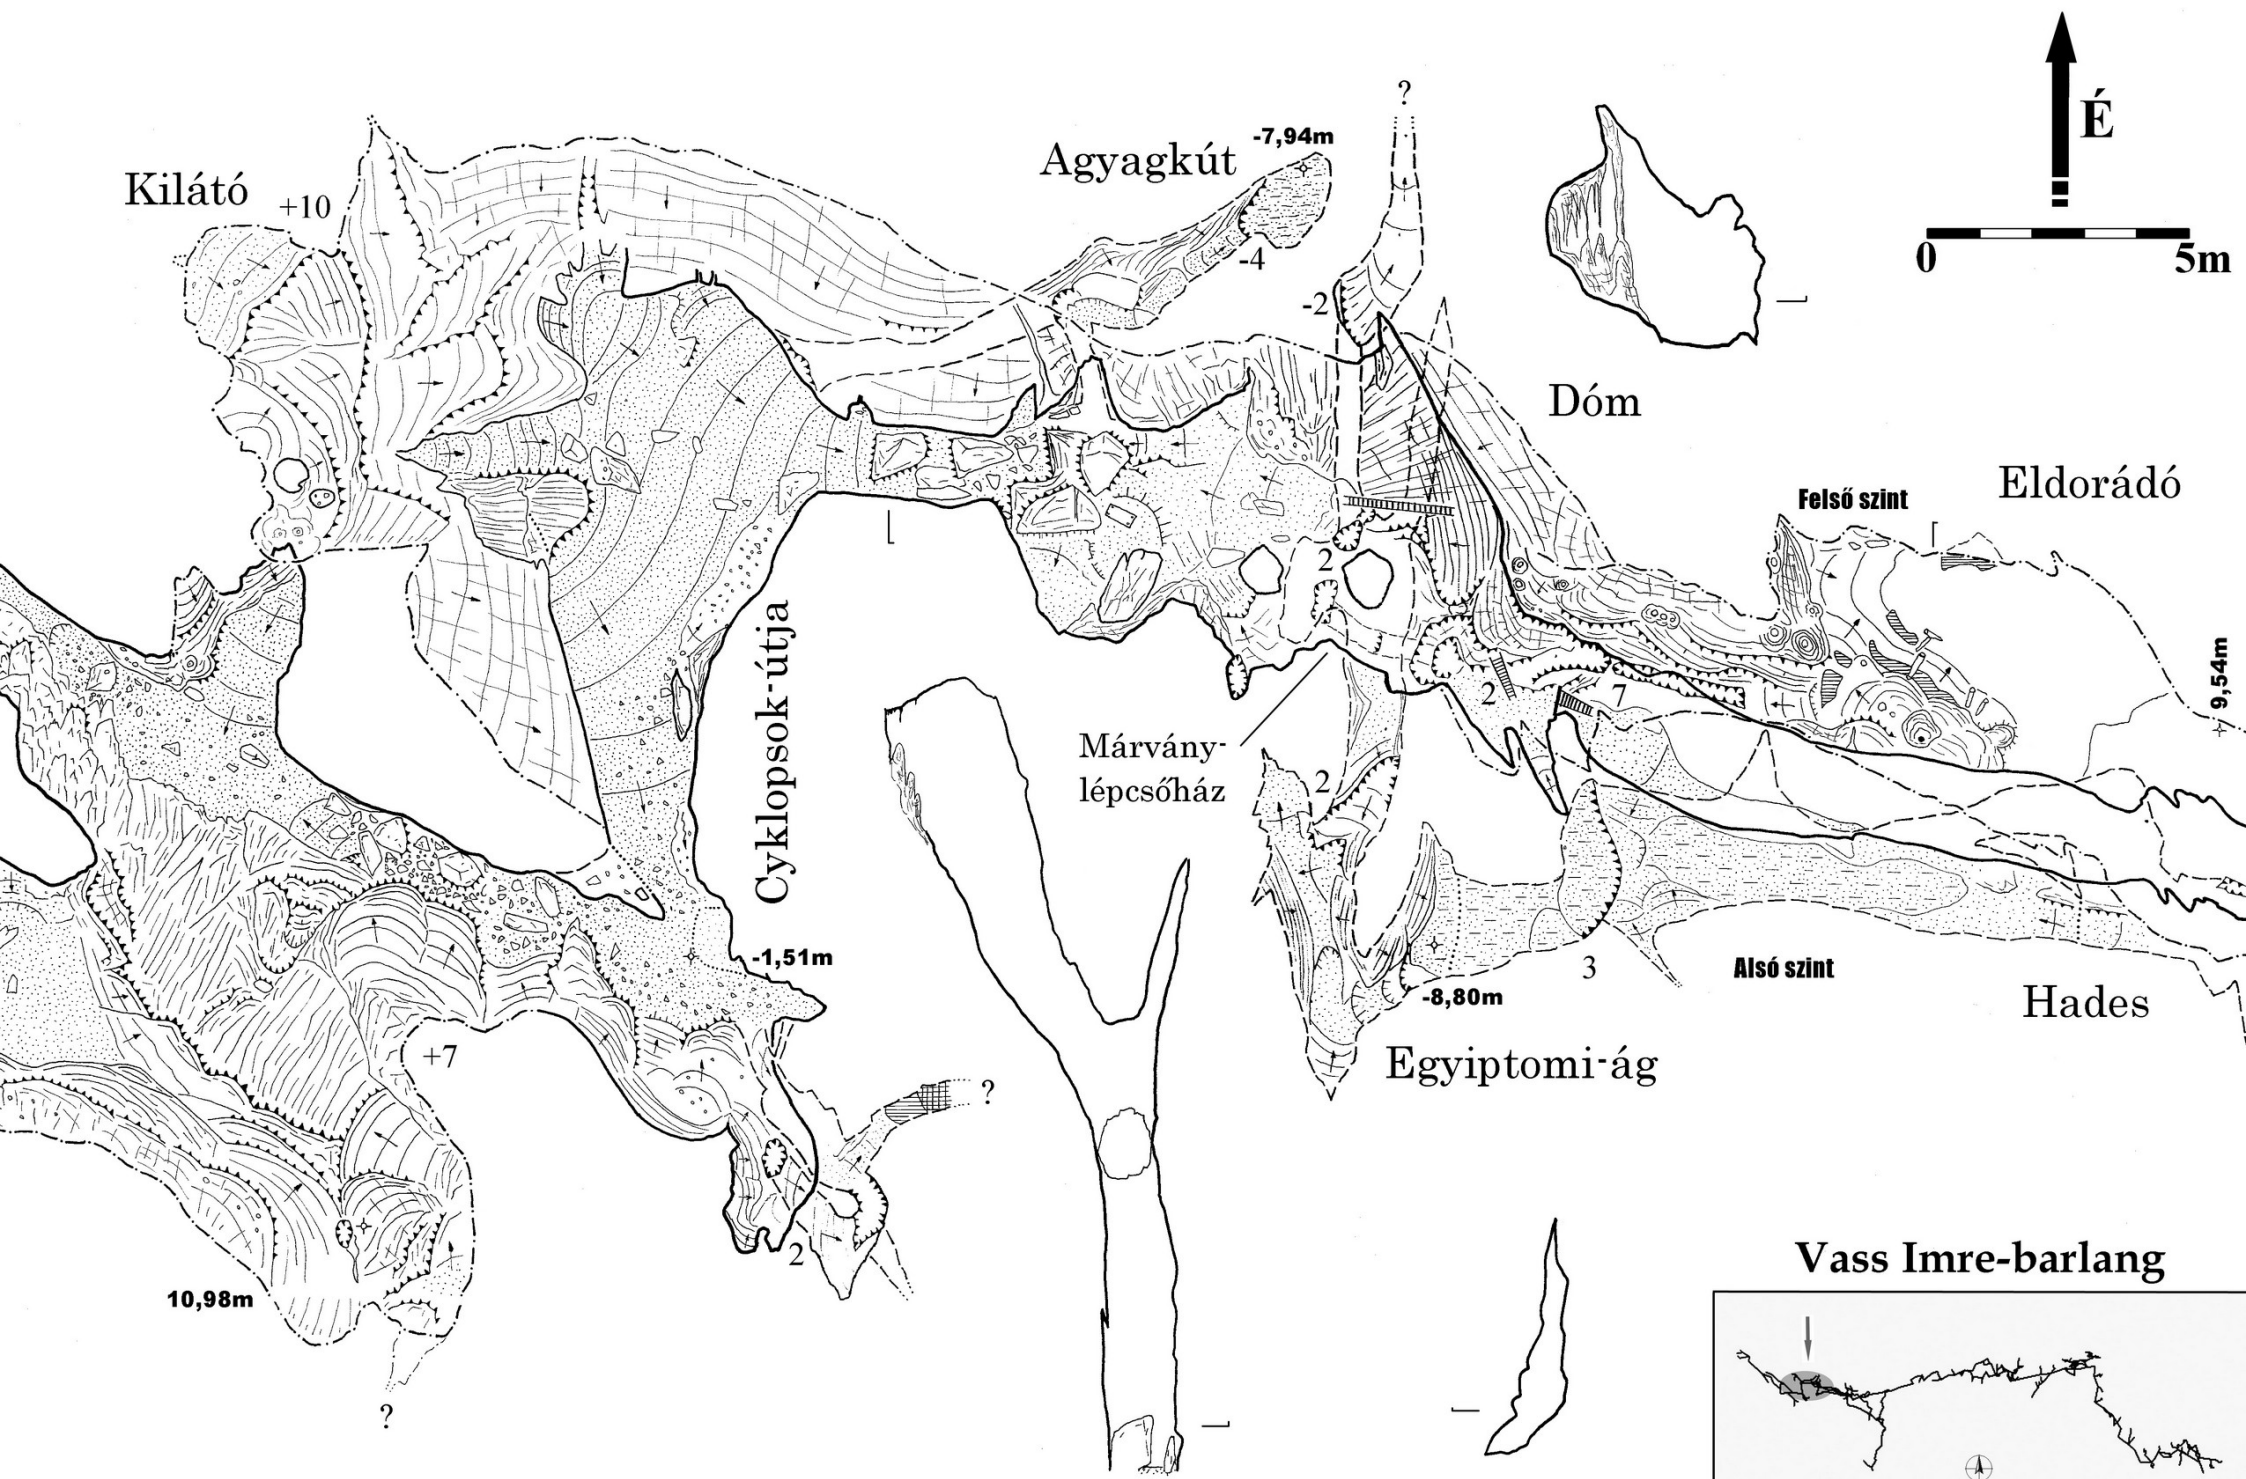 ?
É
-7,94m
Agyagkút
Kilátó
+10
-4
0
5m
-2
Dóm
Eldorádó
Felső szint
2
9,54m
Cyklopsok-útja
2
7
Márvány-
lépcsőház
2
-1,51m
3
Alsó szint
-8,80m
Hades
+7
Egyiptomi-ág
?
2
Vass Imre-barlang
10,98m
?